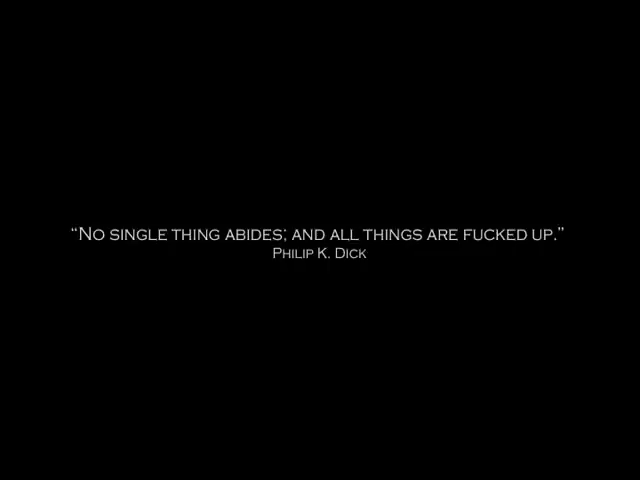 “No single thing abides; and all things are fucked up.”
Philip K. Dick